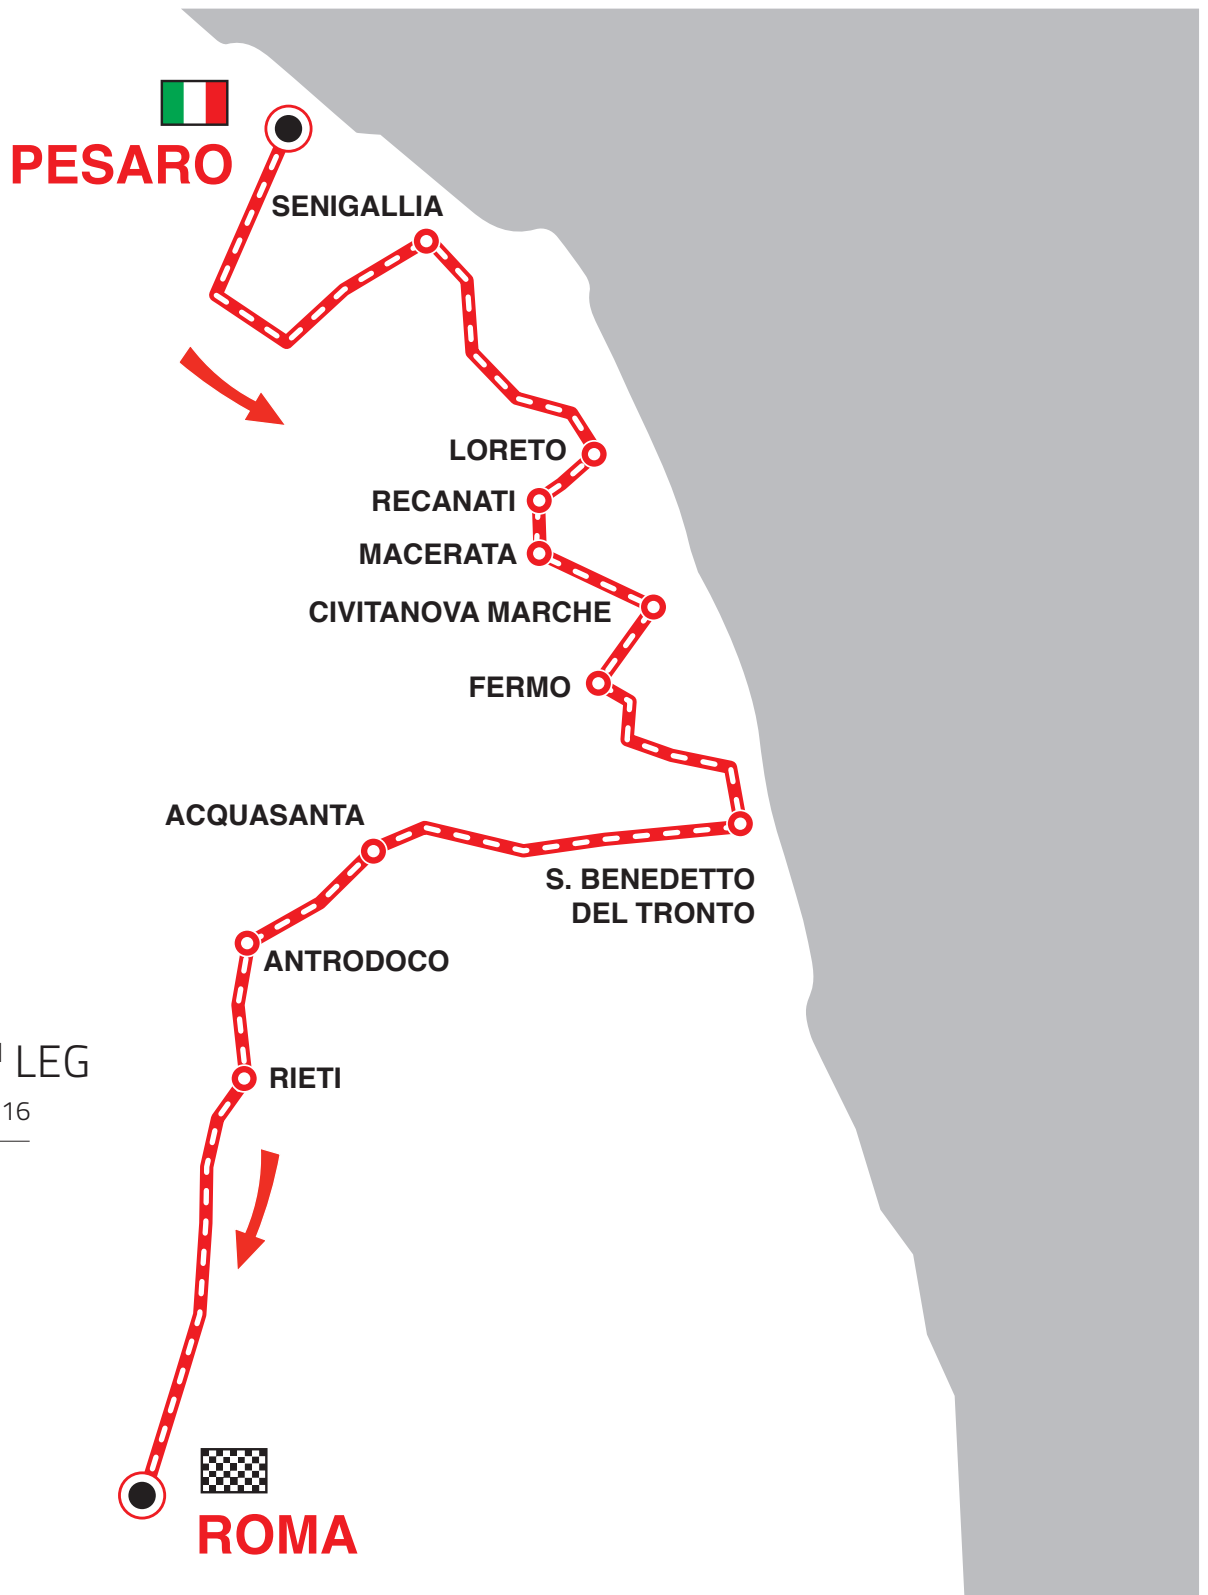 PESARO
SENIGALLIA
LORETO
RECANATI
MACERATA
CIVITANOVA MARCHE
FERMO
ACQUASANTA
S. BENEDETTO
DEL TRONTO
ANTRODOCO
LEG
RIETI
16
ROMA